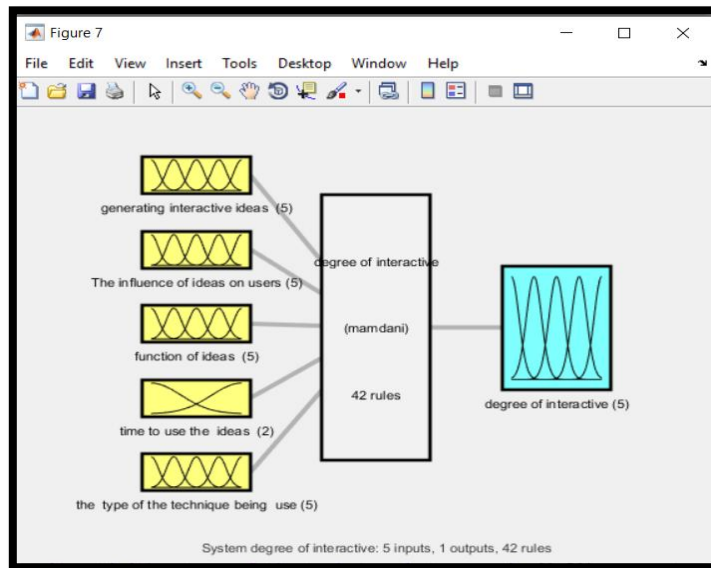 Figure 7
File Edit View Insert Tools Desktop Window Help
generating interactive ideas (5)
The influence of ideas on users (5)
function of ideas (5)
time to use the ideas (2)
the type of the technique being use (5)
degree of interactive
(mamdani)
42 rules
degree of interactive (5)
System degree of interactive: 5 inputs, 1 outputs, 42 rules